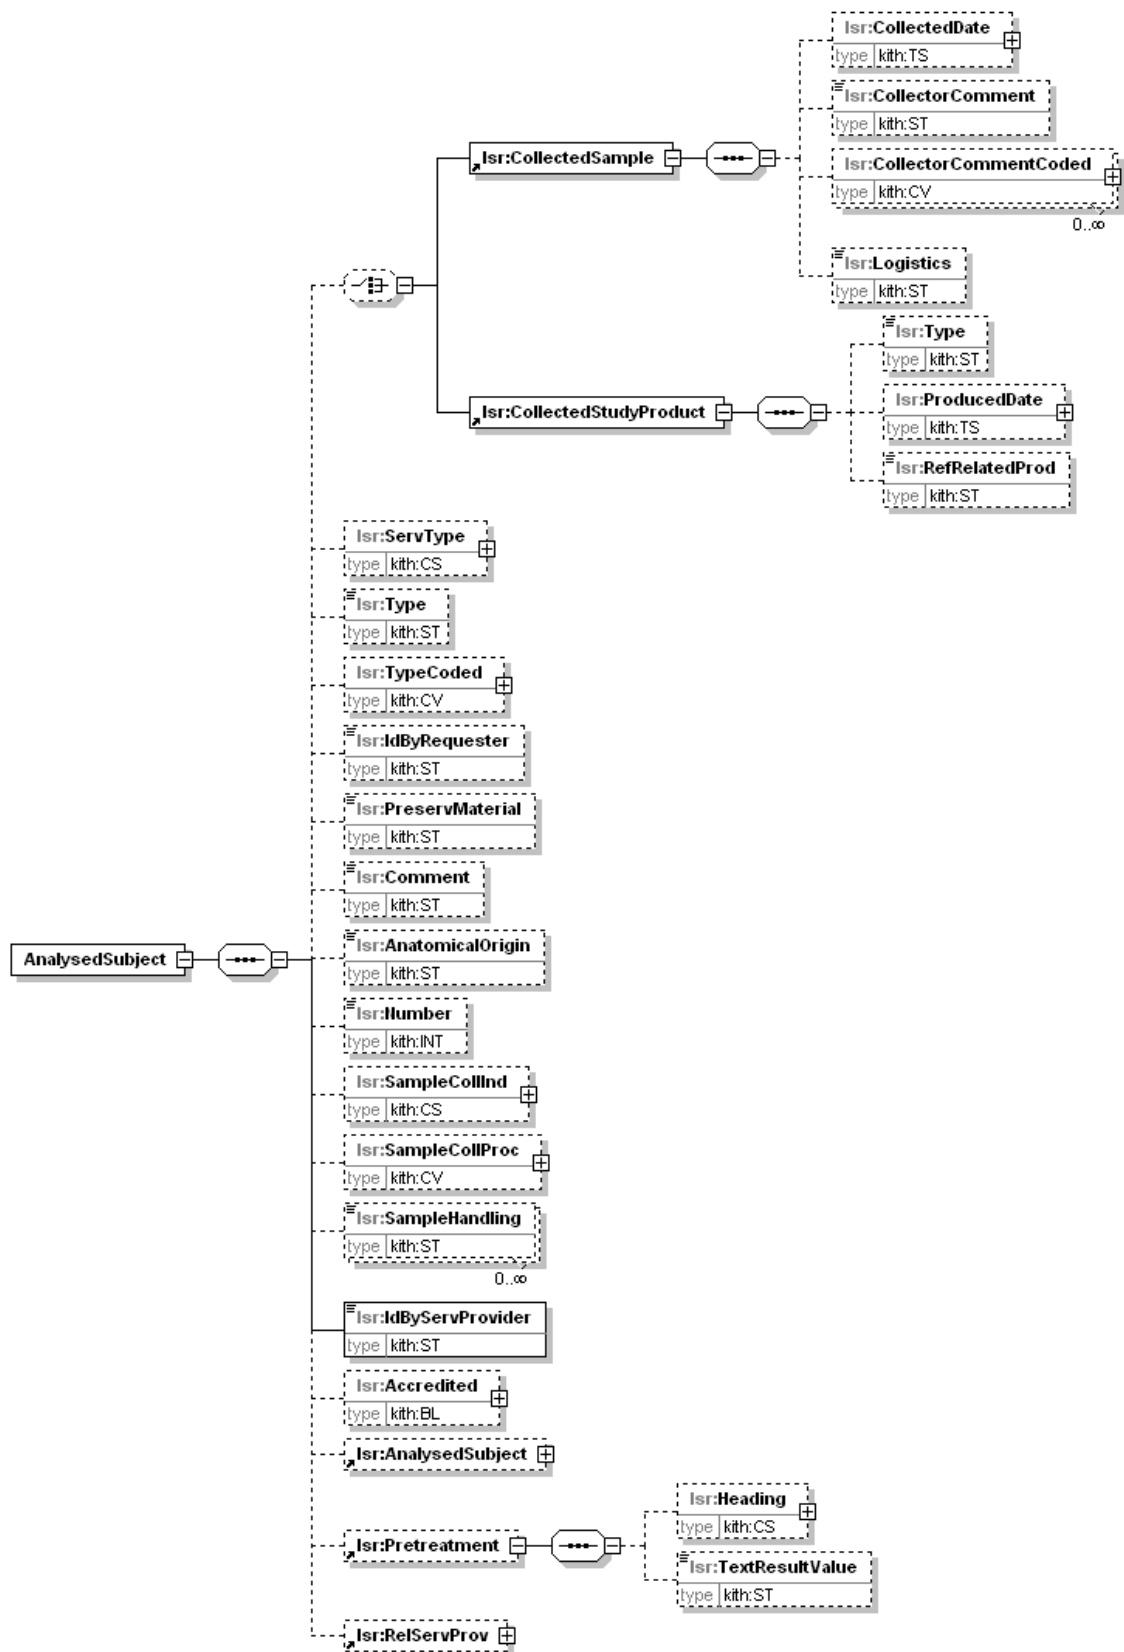 lsr:CollectedDate
type kith:TS
lsr:CollectorComment
type kith:ST
lsr:CollectedSample
lsr:CollectorCommentCoded
type kith:CV
0..∞
lsr:Logistics
type kith:ST
lsr:Type
type kith:ST
lsr:CollectedStudyProduct
lsr:ProducedDate
type kith:TS
lsr:RefRelatedProd
type kith:ST
lsr:ServType
type kith:CS
lsr:Type
type kith:ST
lsr:TypeCoded
type kith:CV
lsr:IdByRequester
type kith:ST
lsr:PreservMaterial
type kith:ST
lsr:Comment
type kith:ST
AnalysedSubject
lsr:AnatomicalOrigin
type kith:ST
lsr:Number
type kith:INT
lsr:SampleCollInd
type kith:CS
lsr:SampleCollProc
type kith:CV
lsr:SampleHandling
type kith:ST
0..∞
lsr:IdByServProvider
type kith:ST
lsr:Accredited
type kith:BL
lsr:AnalysedSubject
lsr:Heading
type kith:CS
lsr:Pretreatment
lsr:TextResultValue
type kith:ST
lsr:RelServProv